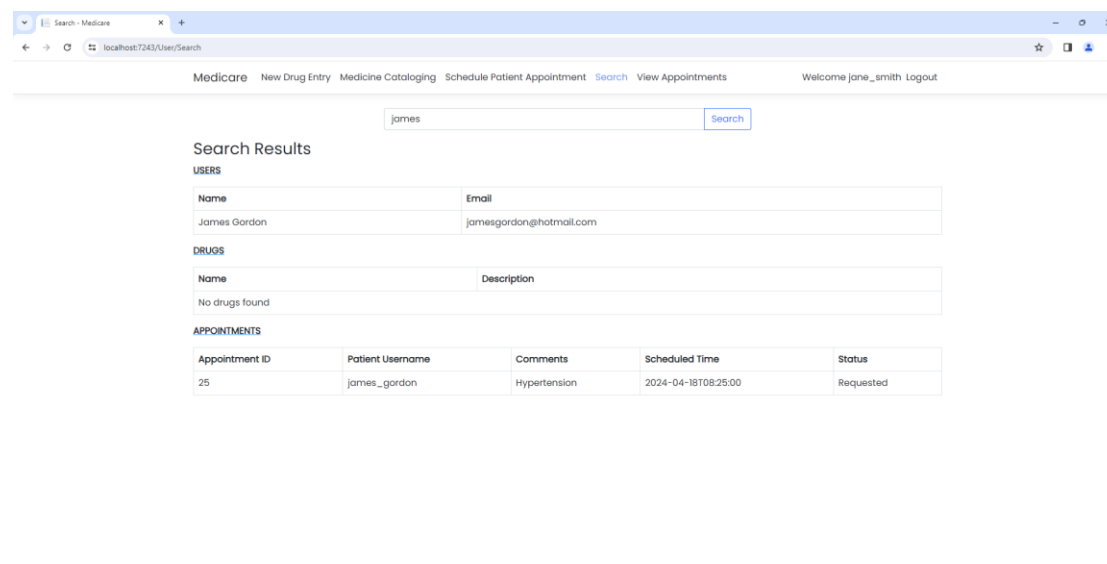 Search - Medicare
localhost:7243/User/Search
Medicare New Drug Entry Medicine Cataloging Schedule Patient Appointment Search View Appointments Welcome jane_smith Logout
james Search
Search Results
USERS
Name Email
James Gordon jamesgordon@hotmail.com
DRUGS
Name Description
No drugs found
APPOINTMENTS
Appointment ID Patient Username Comments Scheduled Time Status
25 james_gordon Hypertension 2024-04-18T08:25:00 Requested